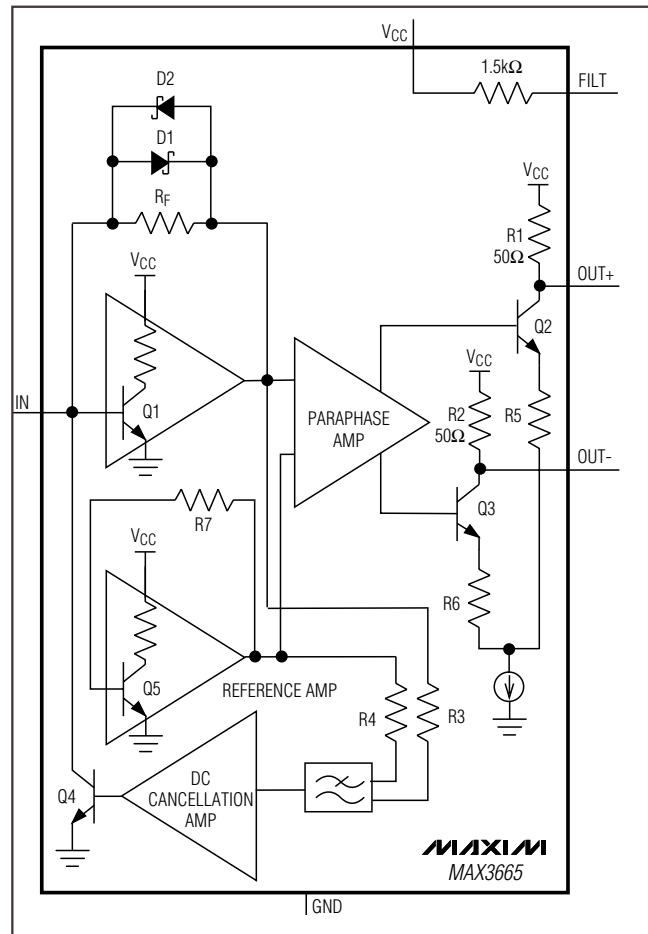 VCC
1.5kΩ
FILT
D2
D1
RF
VCC
R1
50Ω
OUT+
VCC
Q2
VCC
IN
Q1
PARAPHASE
AMP
R2
50Ω
R5
OUT-
R7
Q3
VCC
R6
Q5
REFERENCE AMP
R4
R3
DC
CANCELLATION
AMP
Q4
MAXIM
MAX3665
GND